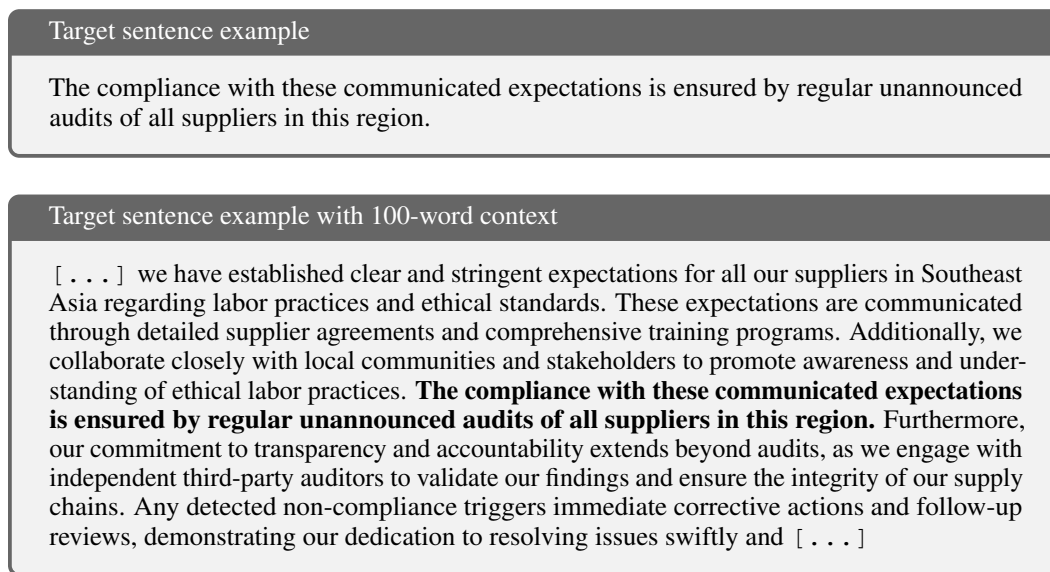 Target sentence example
The compliance with these communicated expectations is ensured by regular unannounced
audits of all suppliers in this region.
Target sentence example with 100-word context
[...] we have established clear and stringent expectations for all our suppliers in Southeast
Asia regarding labor practices and ethical standards. These expectations are communicated
through detailed supplier agreements and comprehensive training programs. Additionally, we
collaborate closely with local communities and stakeholders to promote awareness and under-
standing of ethical labor practices. The compliance with these communicated expectations
is ensured by regular unannounced audits of all suppliers in this region. Furthermore,
our commitment to transparency and accountability extends beyond audits, as we engage with
independent third-party auditors to validate our findings and ensure the integrity of our supply
chains. Any detected non-compliance triggers immediate corrective actions and follow-up
reviews, demonstrating our dedication to resolving issues swiftly and [...]